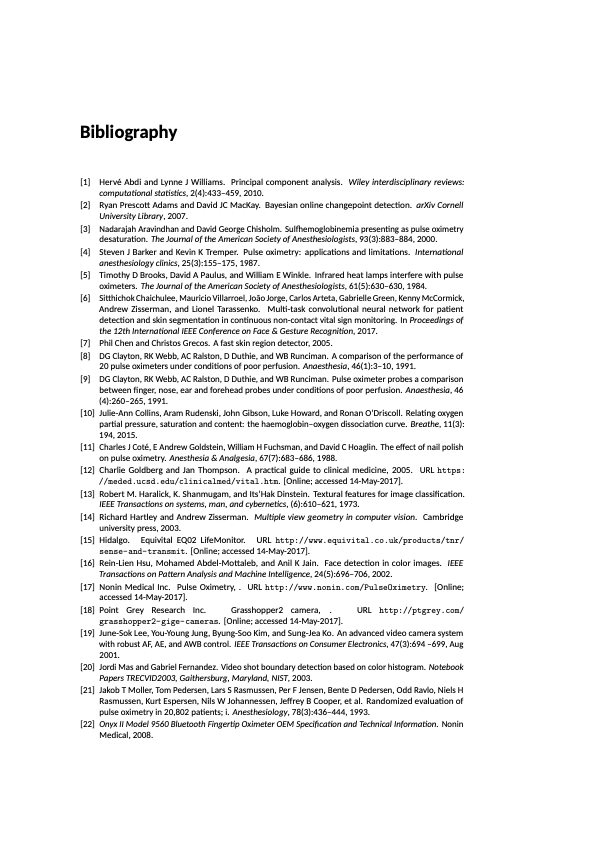 Bibliography
[1] Hervé Abdi and Lynne J Williams. Principal component analysis. Wiley interdisciplinary reviews:
computational statistics, 2(4):433–459, 2010.
[2] Ryan Prescott Adams and David JC MacKay. Bayesian online changepoint detection. arXiv Cornell
University Library, 2007.
[3] Nadarajah Aravindhan and David George Chisholm. Sulfhemoglobinemia presenting as pulse oximetry
desaturation. The Journal of the American Society of Anesthesiologists, 93(3):883–884, 2000.
[4] Steven J Barker and Kevin K Tremper. Pulse oximetry: applications and limitations. International
anesthesiology clinics, 25(3):155–175, 1987.
[5] Timothy D Brooks, David A Paulus, and William E Winkle. Infrared heat lamps interfere with pulse
oximeters. The Journal of the American Society of Anesthesiologists, 61(5):630–630, 1984.
[6] Sitthichok Chaichulee, Mauricio Villarroel, João Jorge, Carlos Arteta, Gabrielle Green, Kenny McCormick,
Andrew Zisserman, and Lionel Tarassenko. Multi-task convolutional neural network for patient
detection and skin segmentation in continuous non-contact vital sign monitoring. In Proceedings of
the 12th International IEEE Conference on Face & Gesture Recognition, 2017.
[7] Phil Chen and Christos Grecos. A fast skin region detector, 2005.
[8] DG Clayton, RK Webb, AC Ralston, D Duthie, and WB Runciman. A comparison of the performance of
20 pulse oximeters under conditions of poor perfusion. Anaesthesia, 46(1):3–10, 1991.
[9] DG Clayton, RK Webb, AC Ralston, D Duthie, and WB Runciman. Pulse oximeter probes a comparison
between finger, nose, ear and forehead probes under conditions of poor perfusion. Anaesthesia, 46
(4):260–265, 1991.
[10] Julie-Ann Collins, Aram Rudenski, John Gibson, Luke Howard, and Ronan O’Driscoll. Relating oxygen
partial pressure, saturation and content: the haemoglobin–oxygen dissociation curve. Breathe, 11(3):
194, 2015.
[11] Charles J Coté, E Andrew Goldstein, William H Fuchsman, and David C Hoaglin. The effect of nail polish
on pulse oximetry. Anesthesia & Analgesia, 67(7):683–686, 1988.
[12] Charlie Goldberg and Jan Thompson. A practical guide to clinical medicine, 2005. URL https:
//meded.ucsd.edu/clinicalmed/vital.htm. [Online; accessed 14-May-2017].
[13] Robert M. Haralick, K. Shanmugam, and Its’Hak Dinstein. Textural features for image classification.
IEEE Transactions on systems, man, and cybernetics, (6):610–621, 1973.
[14] Richard Hartley and Andrew Zisserman. Multiple view geometry in computer vision. Cambridge
university press, 2003.
[15] Hidalgo. Equivital EQ02 LifeMonitor. URL http://www.equivital.co.uk/products/tnr/
sense-and-transmit. [Online; accessed 14-May-2017].
[16] Rein-Lien Hsu, Mohamed Abdel-Mottaleb, and Anil K Jain. Face detection in color images. IEEE
Transactions on Pattern Analysis and Machine Intelligence, 24(5):696–706, 2002.
[17] Nonin Medical Inc. Pulse Oximetry, . URL http://www.nonin.com/PulseOximetry. [Online;
accessed 14-May-2017].
[18] Point Grey Research Inc. Grasshopper2 camera, . URL http://ptgrey.com/
grasshopper2-gige-cameras. [Online; accessed 14-May-2017].
[19] June-Sok Lee, You-Young Jung, Byung-Soo Kim, and Sung-Jea Ko. An advanced video camera system
with robust AF, AE, and AWB control. IEEE Transactions on Consumer Electronics, 47(3):694 –699, Aug
2001.
[20] Jordi Mas and Gabriel Fernandez. Video shot boundary detection based on color histogram. Notebook
Papers TRECVID2003, Gaithersburg, Maryland, NIST, 2003.
[21] Jakob T Moller, Tom Pedersen, Lars S Rasmussen, Per F Jensen, Bente D Pedersen, Odd Ravlo, Niels H
Rasmussen, Kurt Espersen, Nils W Johannessen, Jeffrey B Cooper, et al. Randomized evaluation of
pulse oximetry in 20,802 patients; i. Anesthesiology, 78(3):436–444, 1993.
[22] Onyx II Model 9560 Bluetooth Fingertip Oximeter OEM Specification and Technical Information. Nonin
Medical, 2008.